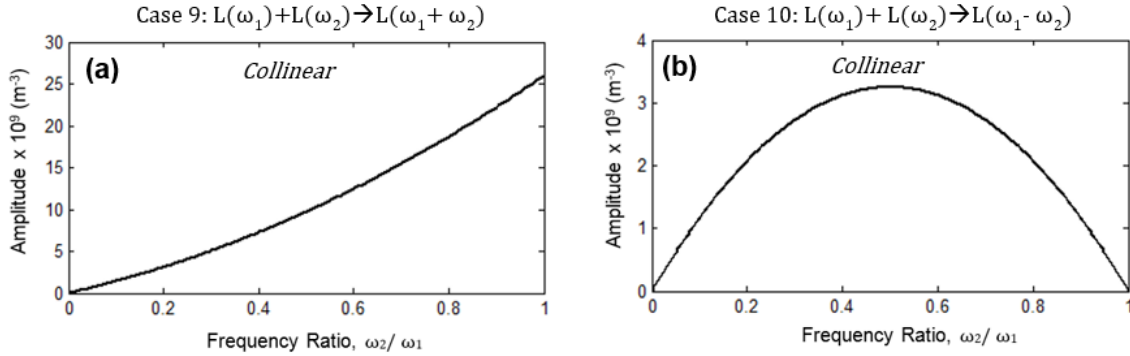 Case 9: L(ω₁)+L(ω₂)→L(ω₁+ ω₂)
(a)
Collinear
Amplitude x 10⁹ (m⁻³)
30
25
20
15
10
5
0
0 0.2 0.4 0.6 0.8 1
Frequency Ratio, ω₂/ ω₁
Case 10: L(ω₁)+ L(ω₂)→L(ω₁- ω₂)
(b)
Collinear
Amplitude x 10⁹ (m⁻³)
4
3
2
1
0
0 0.2 0.4 0.6 0.8 1
Frequency Ratio, ω₂/ ω₁